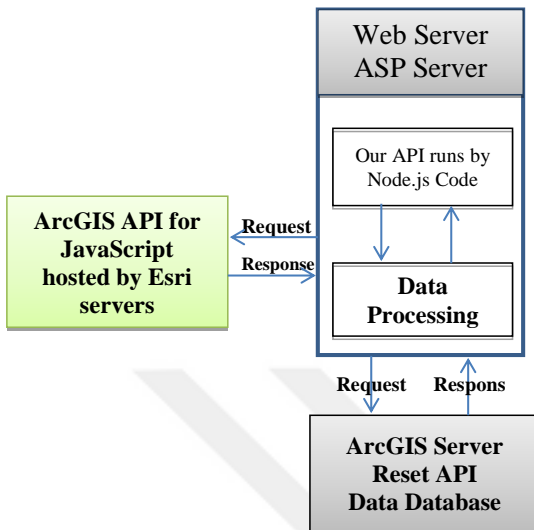 Web Server
ASP Server
Our API runs by
Node.js Code
ArcGIS API for
JavaScript
hosted by Esri
servers
Request
Response
Data
Processing
Request
Respons
ArcGIS Server
Reset API
Data Database